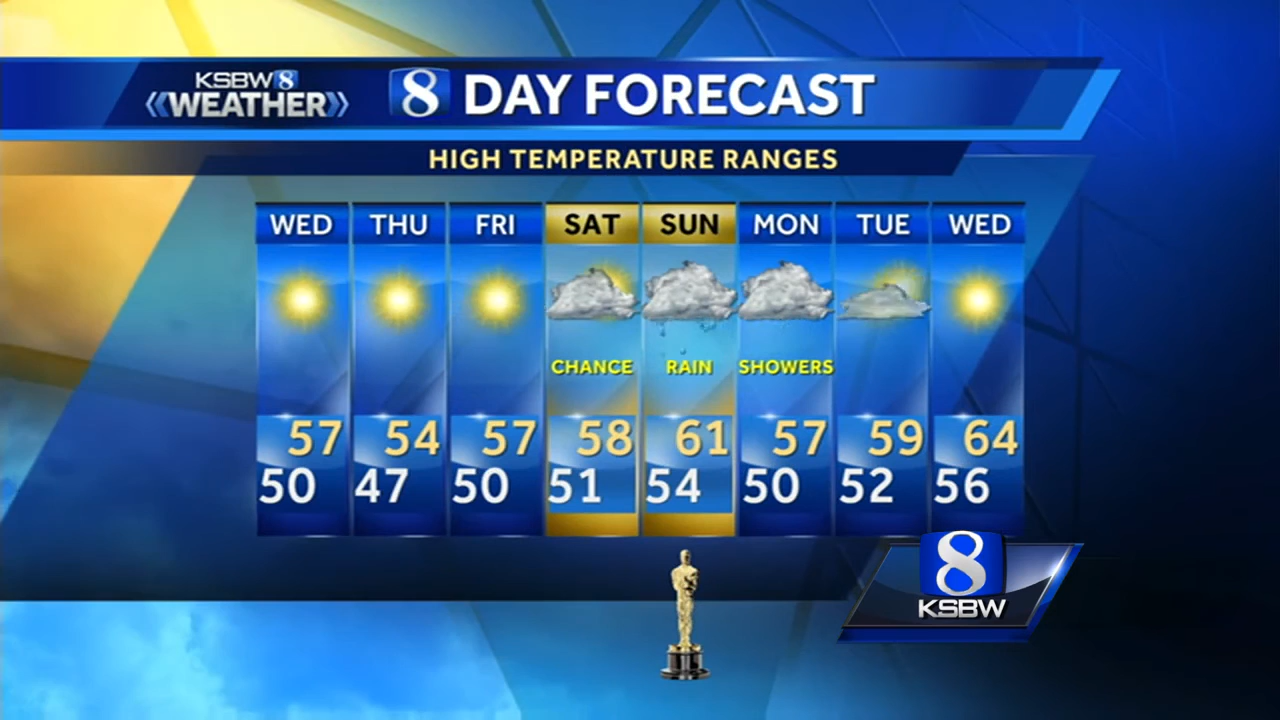 KSBW 8
WEATHER
8 DAY FORECAST
HIGH TEMPERATURE RANGES
WED THU FRI SAT SUN MON TUE WED
CHANCE RAIN SHOWERS
57 54 57 58 61 57 59 64
50 47 50 51 54 50 52 56
8
KSBW